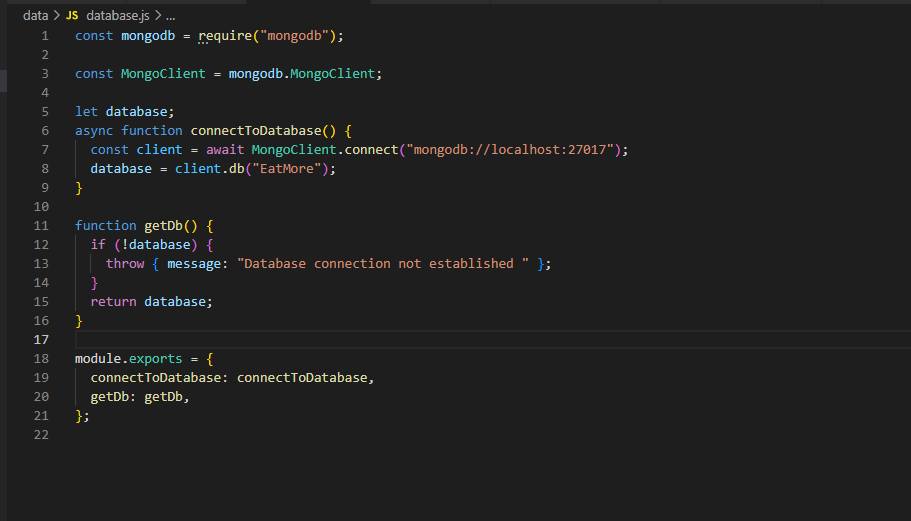 data > JS database.js > ...
1 const mongodb = require("mongodb");
2
3 const MongoClient = mongodb.MongoClient;
4
5 let database;
6 async function connectToDatabase() {
7   const client = await MongoClient.connect("mongodb://localhost:27017");
8   database = client.db("EatMore");
9 }
10
11 function getDb() {
12   if (!database) {
13     throw { message: "Database connection not established " };
14   }
15   return database;
16 }
17
18 module.exports = {
19   connectToDatabase: connectToDatabase,
20   getDb: getDb,
21 };
22